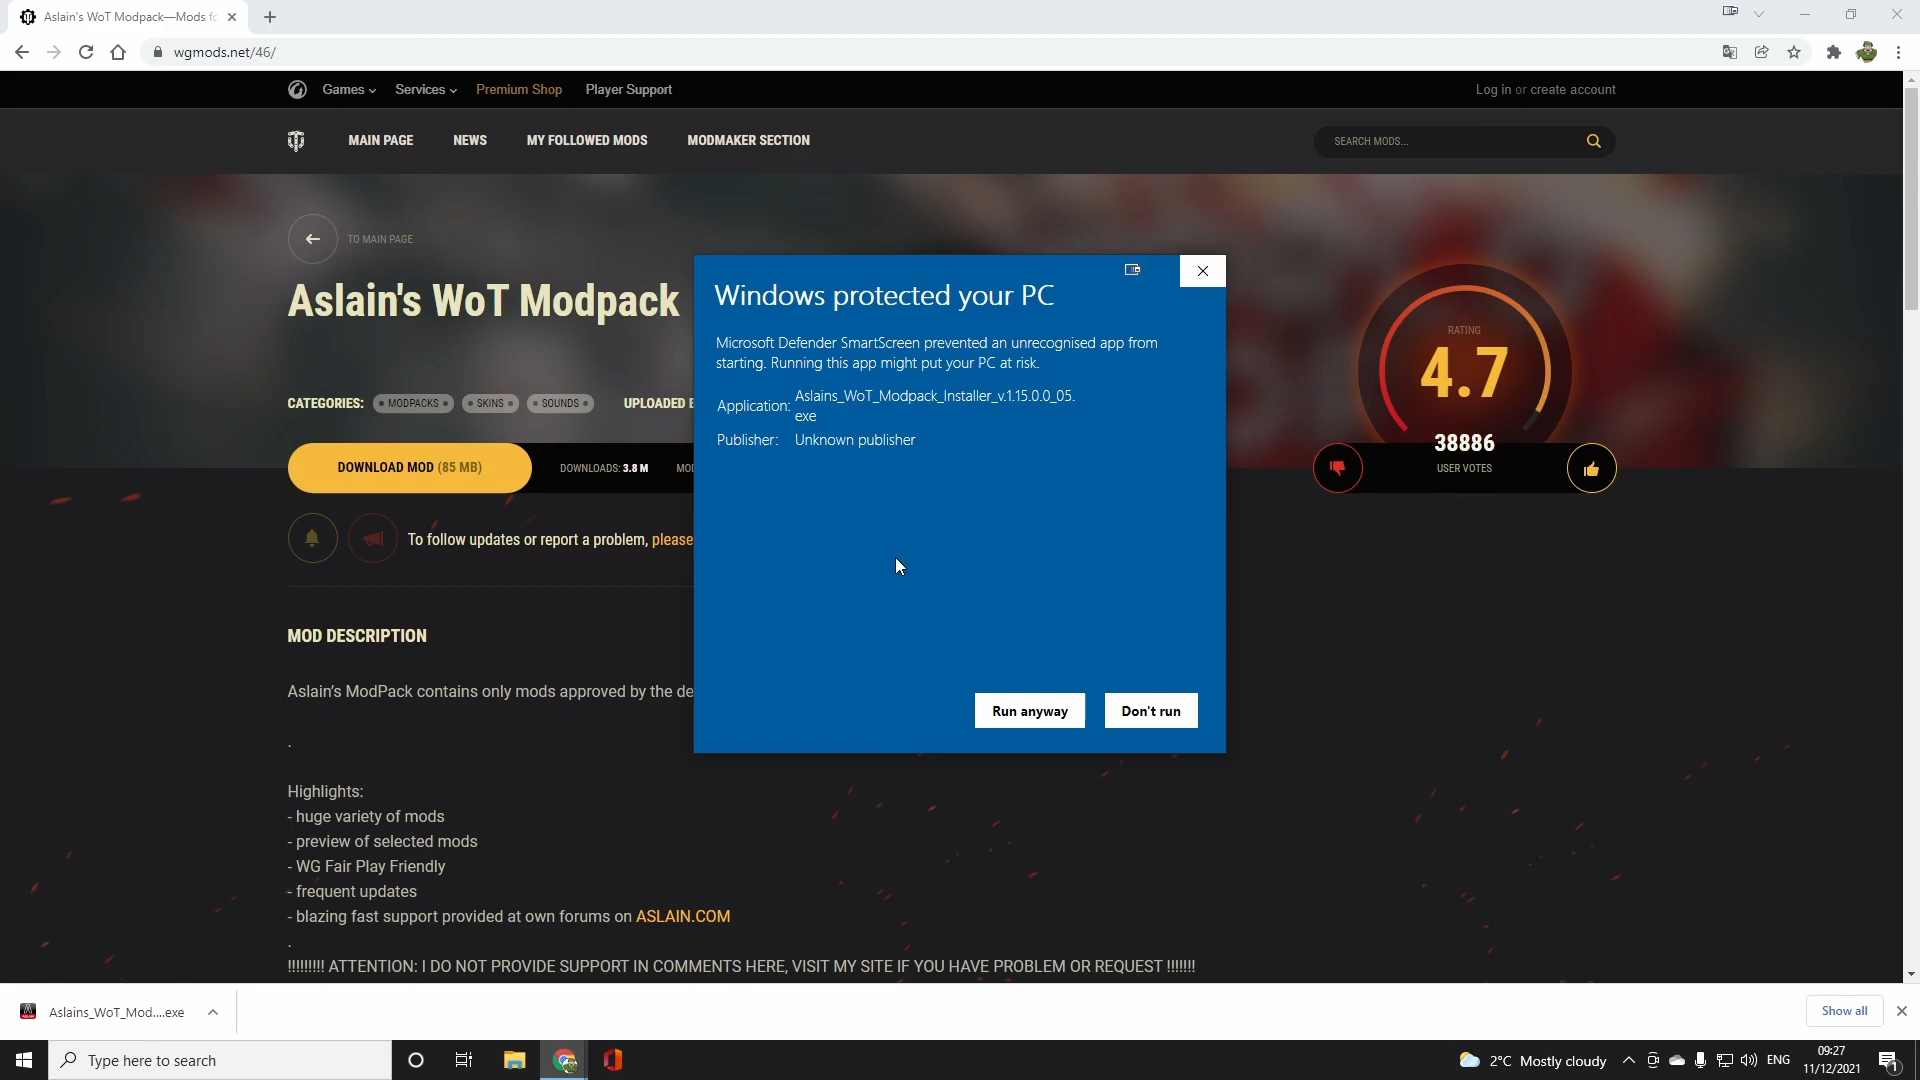 Aslain's WoT Modpack—Mods fo
wgmods.net/46/
Games
Services
Premium Shop
Player Support
Log in or create account
MAIN PAGE
NEWS
MY FOLLOWED MODS
MODMAKER SECTION
SEARCH MODS...
TO MAIN PAGE
Aslain's WoT Modpack
CATEGORIES: • MODPACKS • • SKINS • • SOUNDS • UPLOADED B
DOWNLOAD MOD (85 MB)
DOWNLOADS: 3.8 M MOD
To follow updates or report a problem, please
RATING
4.7
38886
USER VOTES
Windows protected your PC
Microsoft Defender SmartScreen prevented an unrecognised app from
starting. Running this app might put your PC at risk.
Application: Aslains_WoT_Modpack_Installer_v.1.15.0.0_05.
exe
Publisher: Unknown publisher
Run anyway
Don't run
MOD DESCRIPTION
Aslain's ModPack contains only mods approved by the de
.
Highlights:
- huge variety of mods
- preview of selected mods
- WG Fair Play Friendly
- frequent updates
- blazing fast support provided at own forums on ASLAIN.COM
.
!!!!!!!!! ATTENTION: I DO NOT PROVIDE SUPPORT IN COMMENTS HERE, VISIT MY SITE IF YOU HAVE PROBLEM OR REQUEST !!!!!!!
Aslains_WoT_Mod....exe
Show all
Type here to search
2°C Mostly cloudy
ENG
09:27
11/12/2021
1